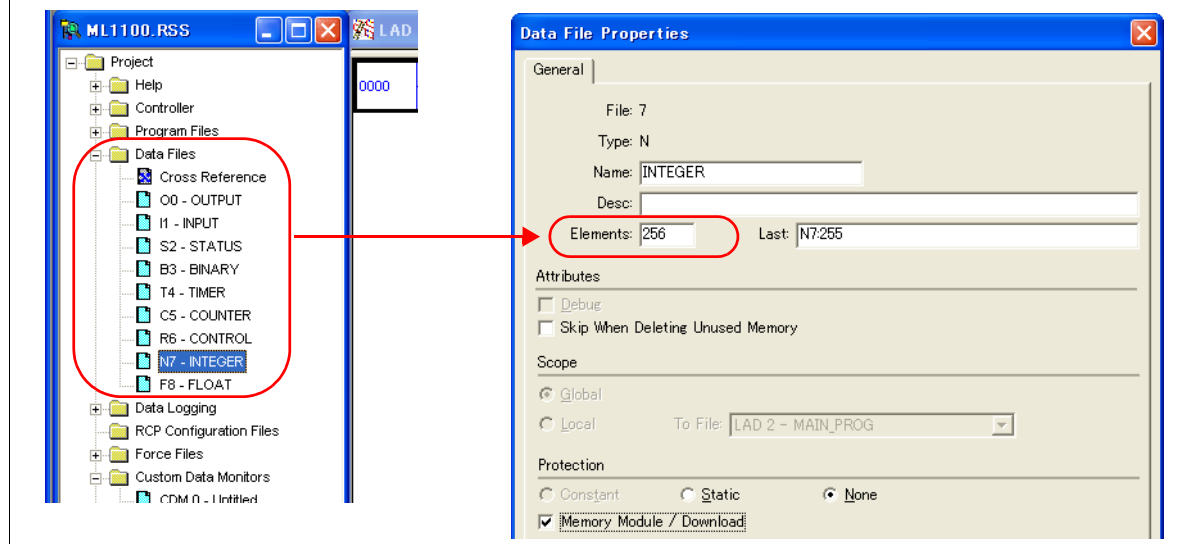 ML1100.RSS
LAD
Project
Help
Controller
0000
Program Files
Data Files
Cross Reference
O0 - OUTPUT
I1 - INPUT
S2 - STATUS
B3 - BINARY
T4 - TIMER
C5 - COUNTER
R6 - CONTROL
N7 - INTEGER
F8 - FLOAT
Data Logging
RCP Configuration Files
Force Files
Custom Data Monitors
CDM 0 - Untitled
Data File Properties
General
File: 7
Type: N
Name: INTEGER
Desc:
Elements: 256 Last: N7:255
Attributes
Debug
Skip When Deleting Unused Memory
Scope
Global
Local To File: LAD 2 - MAIN_PROG
Protection
Constant Static None
Memory Module / Download